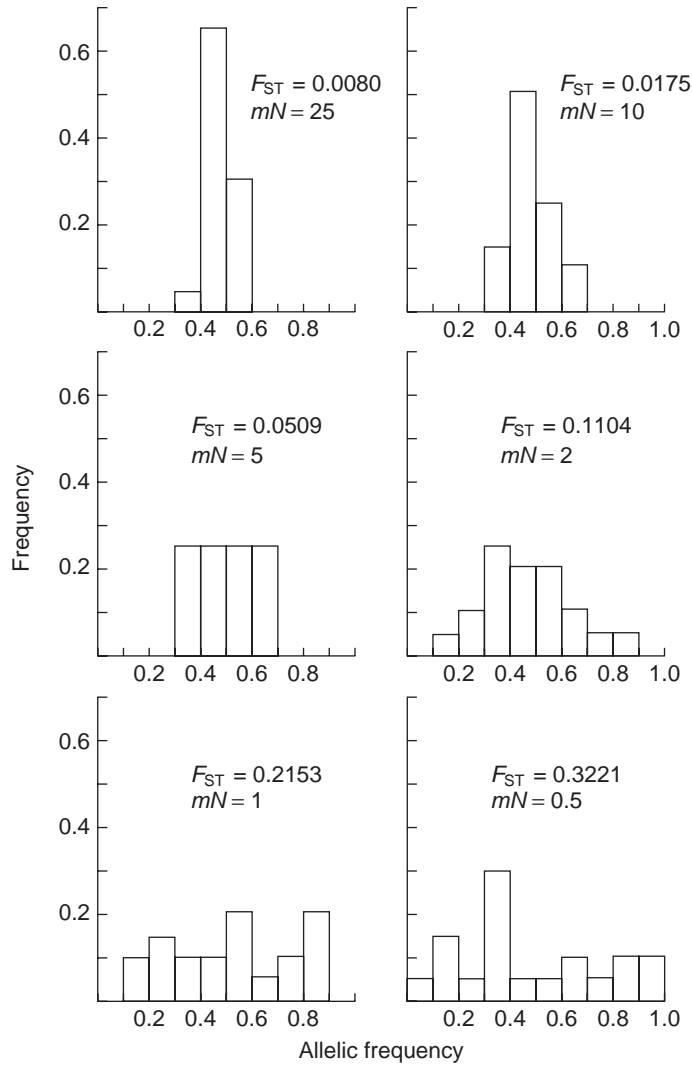 0.6
0.4
0.2
F_ST = 0.0080
mN = 25
0.2 0.4 0.6 0.8
F_ST = 0.0175
mN = 10
0.2 0.4 0.6 0.8 1.0
Frequency
0.6
0.4
0.2
F_ST = 0.0509
mN = 5
0.2 0.4 0.6 0.8
F_ST = 0.1104
mN = 2
0.2 0.4 0.6 0.8 1.0
0.6
0.4
0.2
F_ST = 0.2153
mN = 1
0.2 0.4 0.6 0.8
F_ST = 0.3221
mN = 0.5
0.2 0.4 0.6 0.8 1.0
Allelic frequency